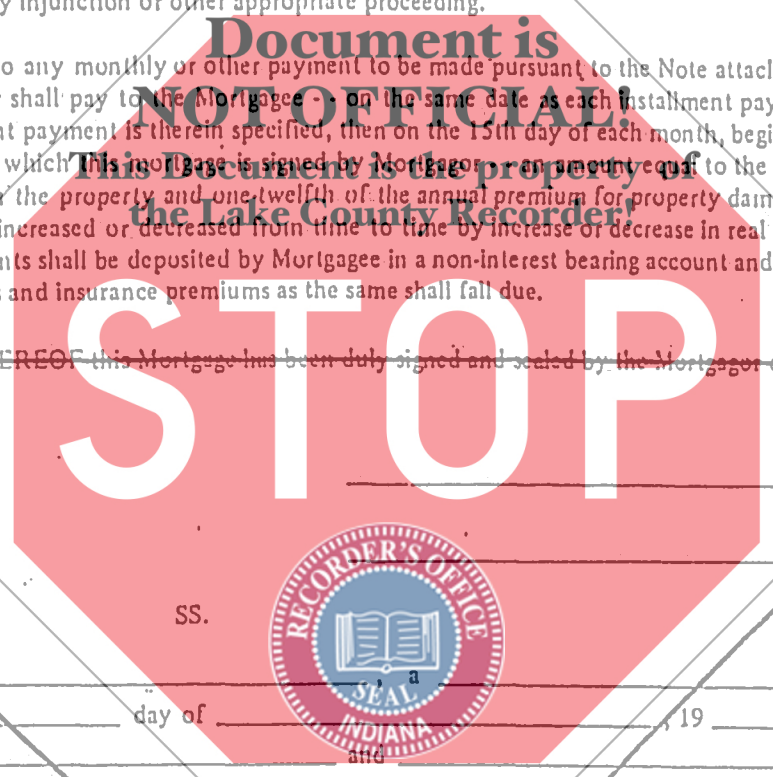 y injunction or other appropriate proceeding.
Document is
o any monthly or other payment to be made pursuant to the Note attacl
shall pay to the Mortgagee - - on the same date as each installment pay
NOT OFFICIAL!
at payment is therein specified, then on the 15th day of each month, begi
which this mortgage is signed by Mortgagor - - an amount equal to the
This Document is the property of
the property and one-twelfth of the annual premium for property dam
the Lake County Recorder!
increased or decreased from time to time by increase or decrease in real
nts shall be deposited by Mortgagee in a non-interest bearing account and
s and insurance premiums as the same shall fall due.
STOP
EREOF this Mortgage has been duly signed and sealed by the Mortgagor
RECORDER'S OFFICE
SS.
, a
SEAL
day of , 19
INDIANA
and